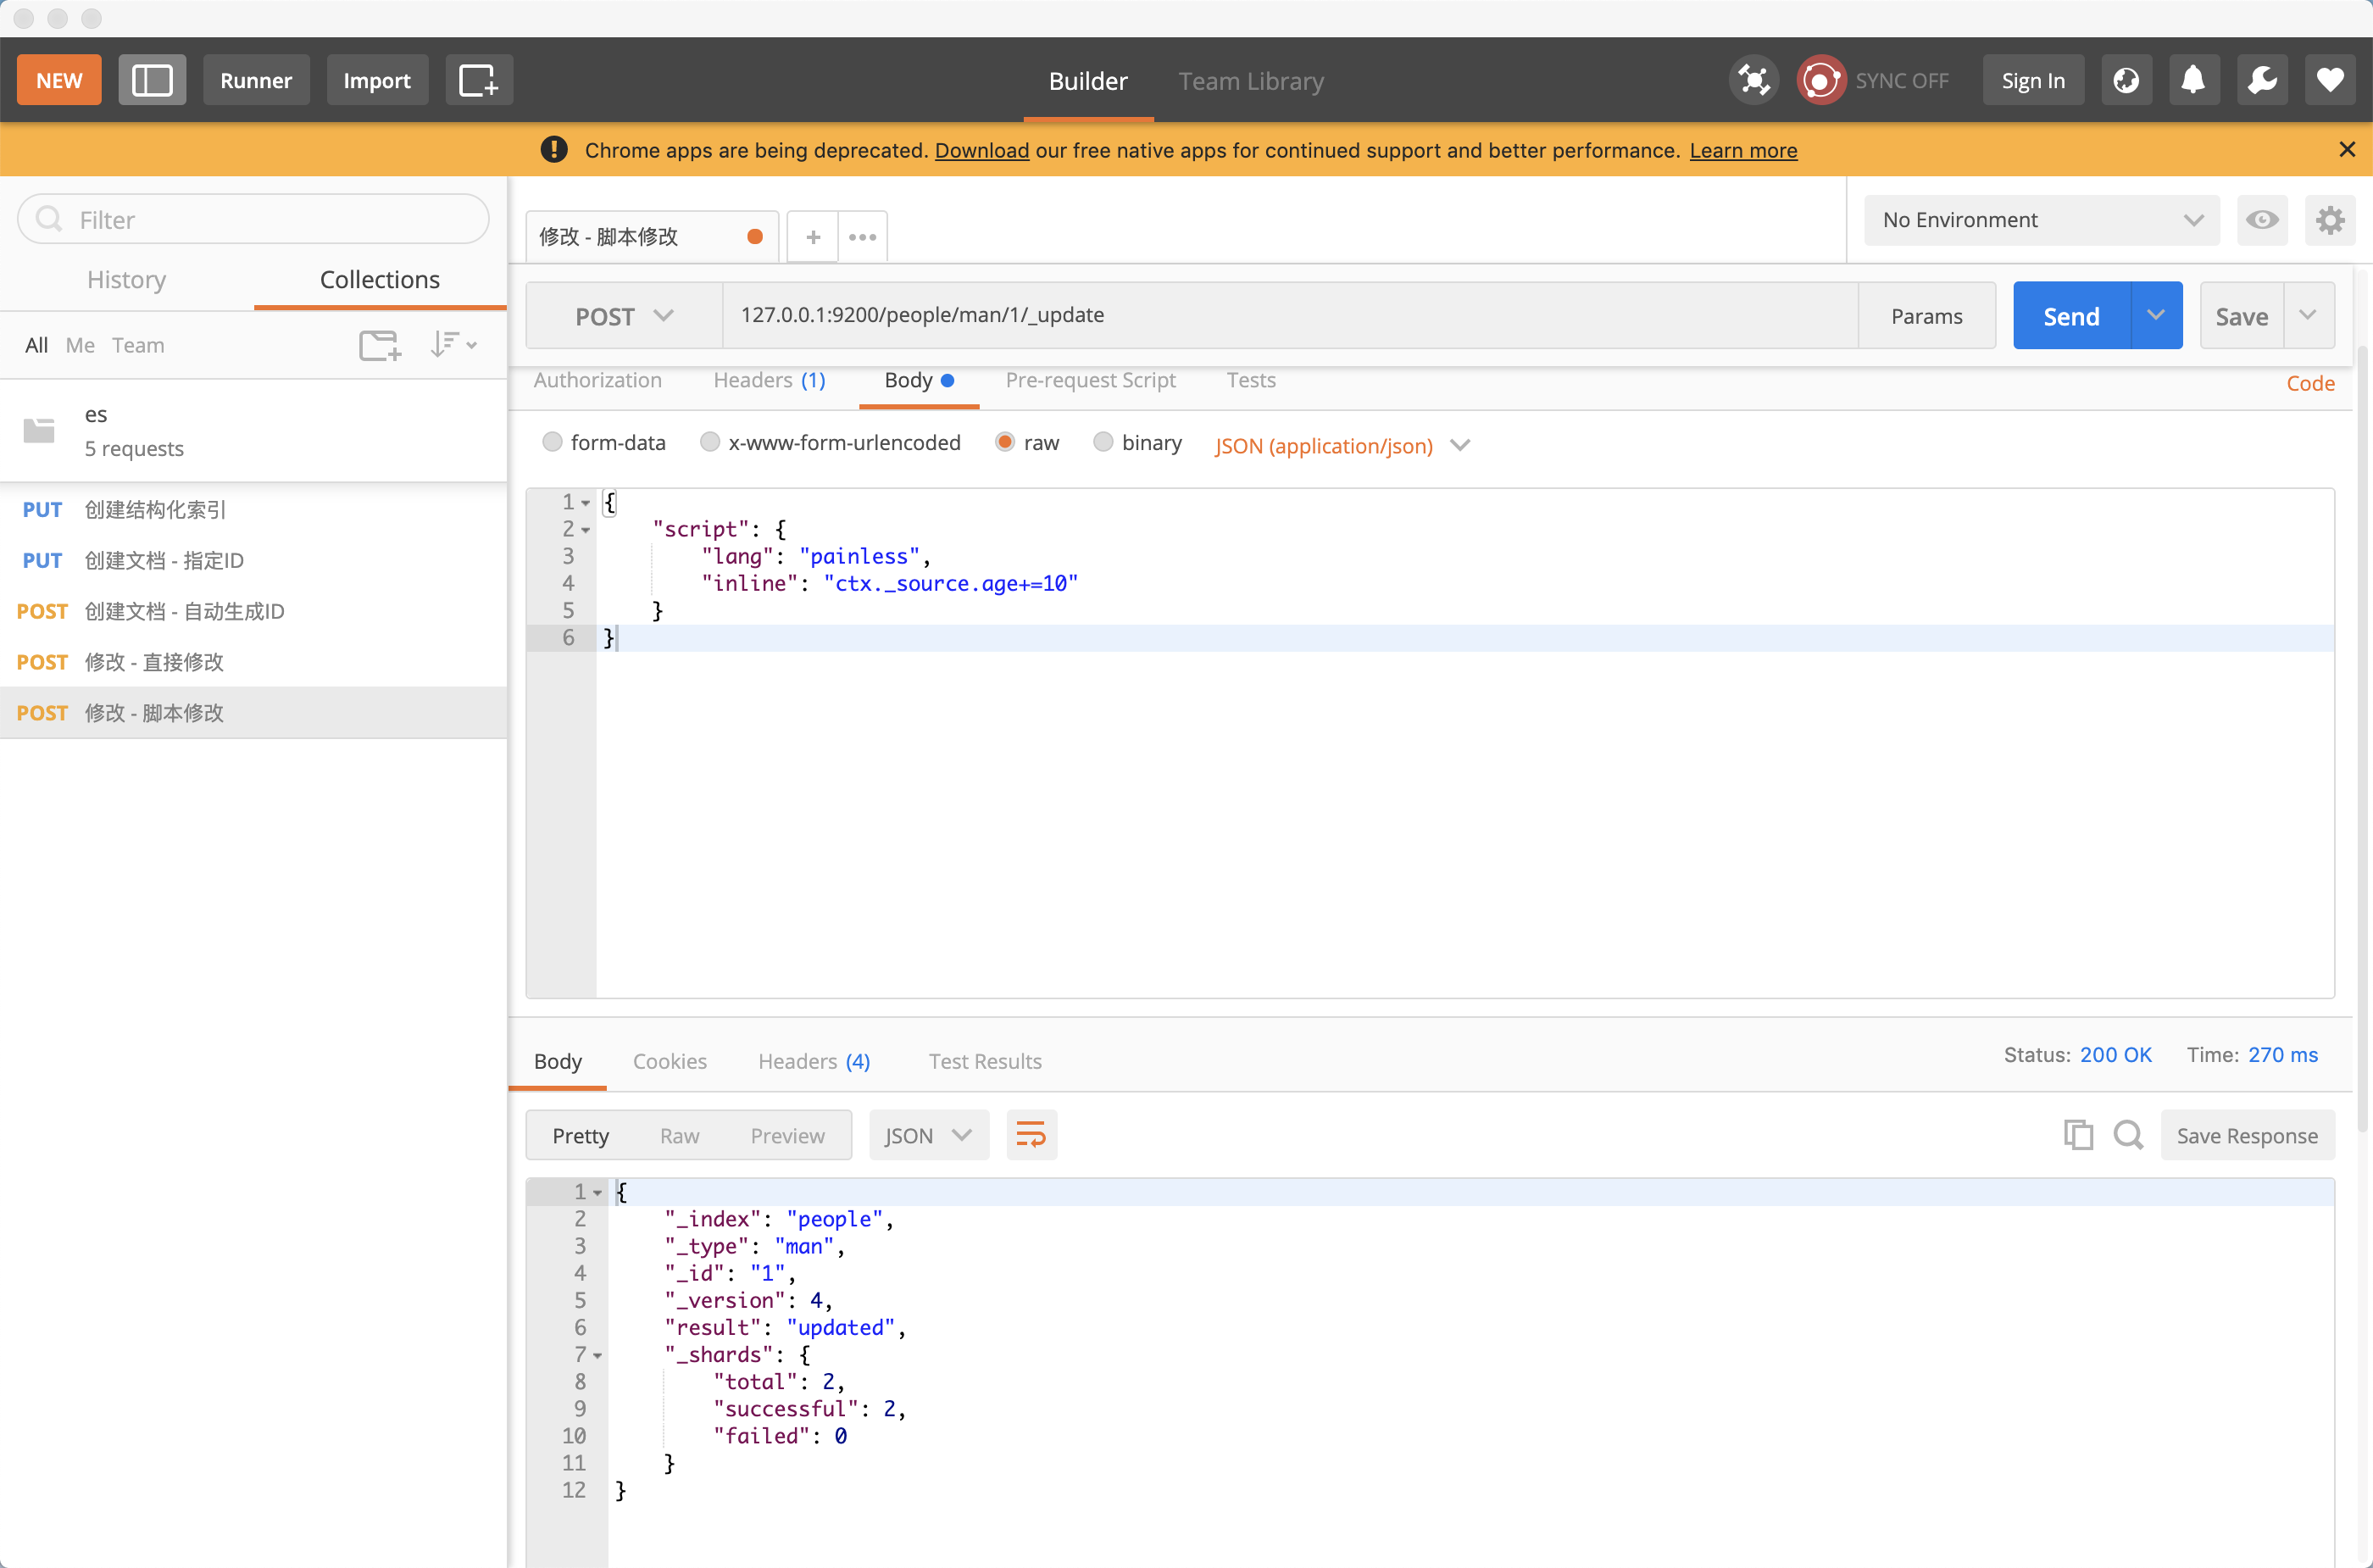 NEW Runner Import Builder Team Library SYNC OFF Sign In
Chrome apps are being deprecated. Download our free native apps for continued support and better performance. Learn more
Filter
History Collections
All Me Team
es
5 requests
PUT 创建结构化索引
PUT 创建文档 - 指定ID
POST 创建文档 - 自动生成ID
POST 修改 - 直接修改
POST 修改 - 脚本修改
修改 - 脚本修改
No Environment
POST 127.0.0.1:9200/people/man/1/_update Params Send Save
Authorization Headers (1) Body Pre-request Script Tests Code
form-data x-www-form-urlencoded raw binary JSON (application/json)
1 {
2 "script": {
3 "lang": "painless",
4 "inline": "ctx._source.age+=10"
5 }
6 }
Body Cookies Headers (4) Test Results Status: 200 OK Time: 270 ms
Pretty Raw Preview JSON Save Response
1 {
2 "_index": "people",
3 "_type": "man",
4 "_id": "1",
5 "_version": 4,
6 "result": "updated",
7 "_shards": {
8 "total": 2,
9 "successful": 2,
10 "failed": 0
11 }
12 }